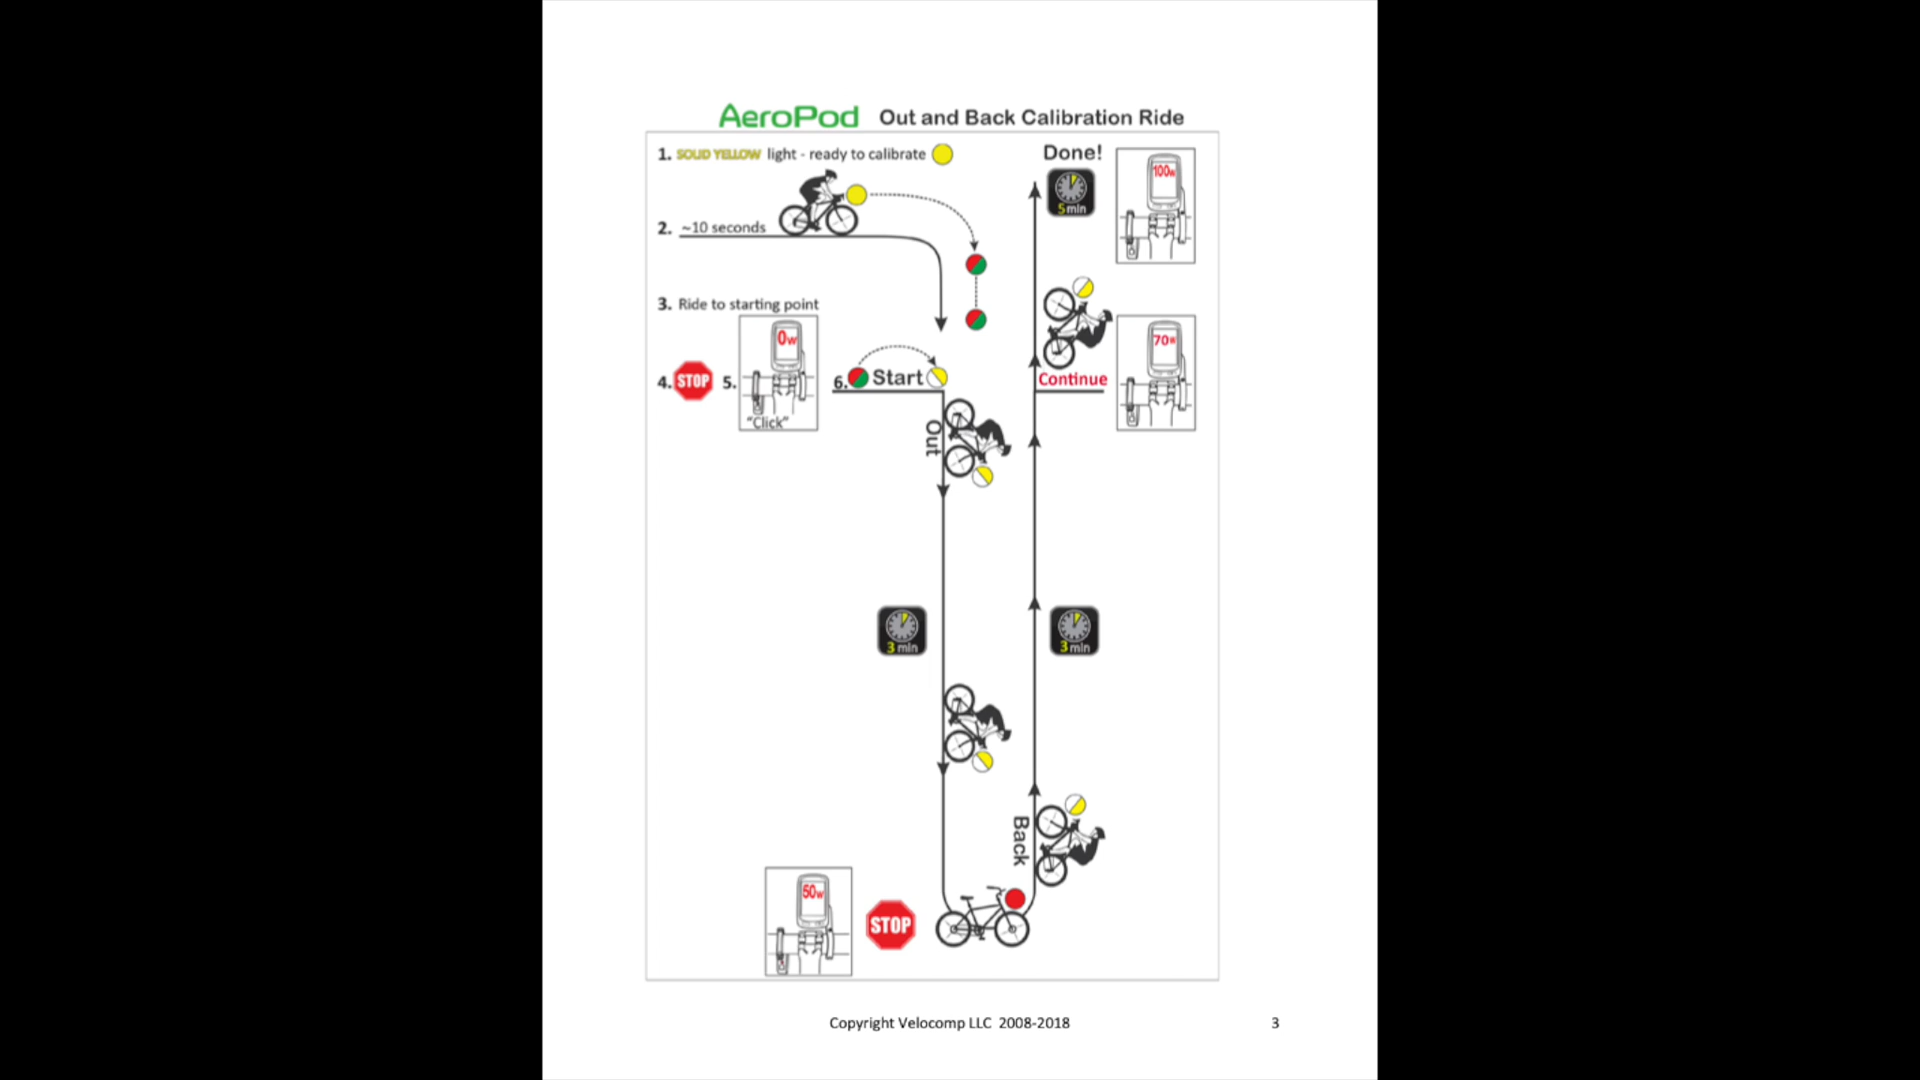 AeroPod Out and Back Calibration Ride
1. SOLID YELLOW light - ready to calibrate
2. ~10 seconds
3. Ride to starting point
4. STOP 5. 0w
"Click"
6. Start
Out
3 min
50w
STOP
Back
3 min
Continue
70w
Done!
5 min
100w
Copyright Velocomp LLC 2008-2018
3